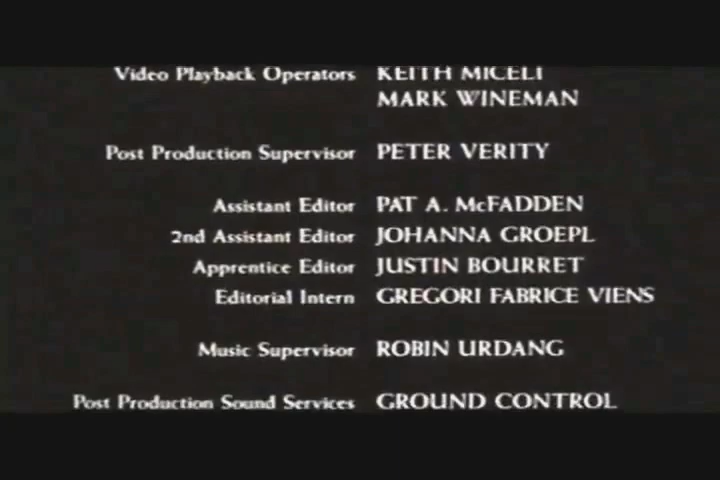 Video Playback Operators KEITH MICELI
MARK WINEMAN
Post Production Supervisor PETER VERITY
Assistant Editor PAT A. McFADDEN
2nd Assistant Editor JOHANNA GROEPL
Apprentice Editor JUSTIN BOURRET
Editorial Intern GREGORI FABRICE VIENS
Music Supervisor ROBIN URDANG
Post Production Sound Services GROUND CONTROL